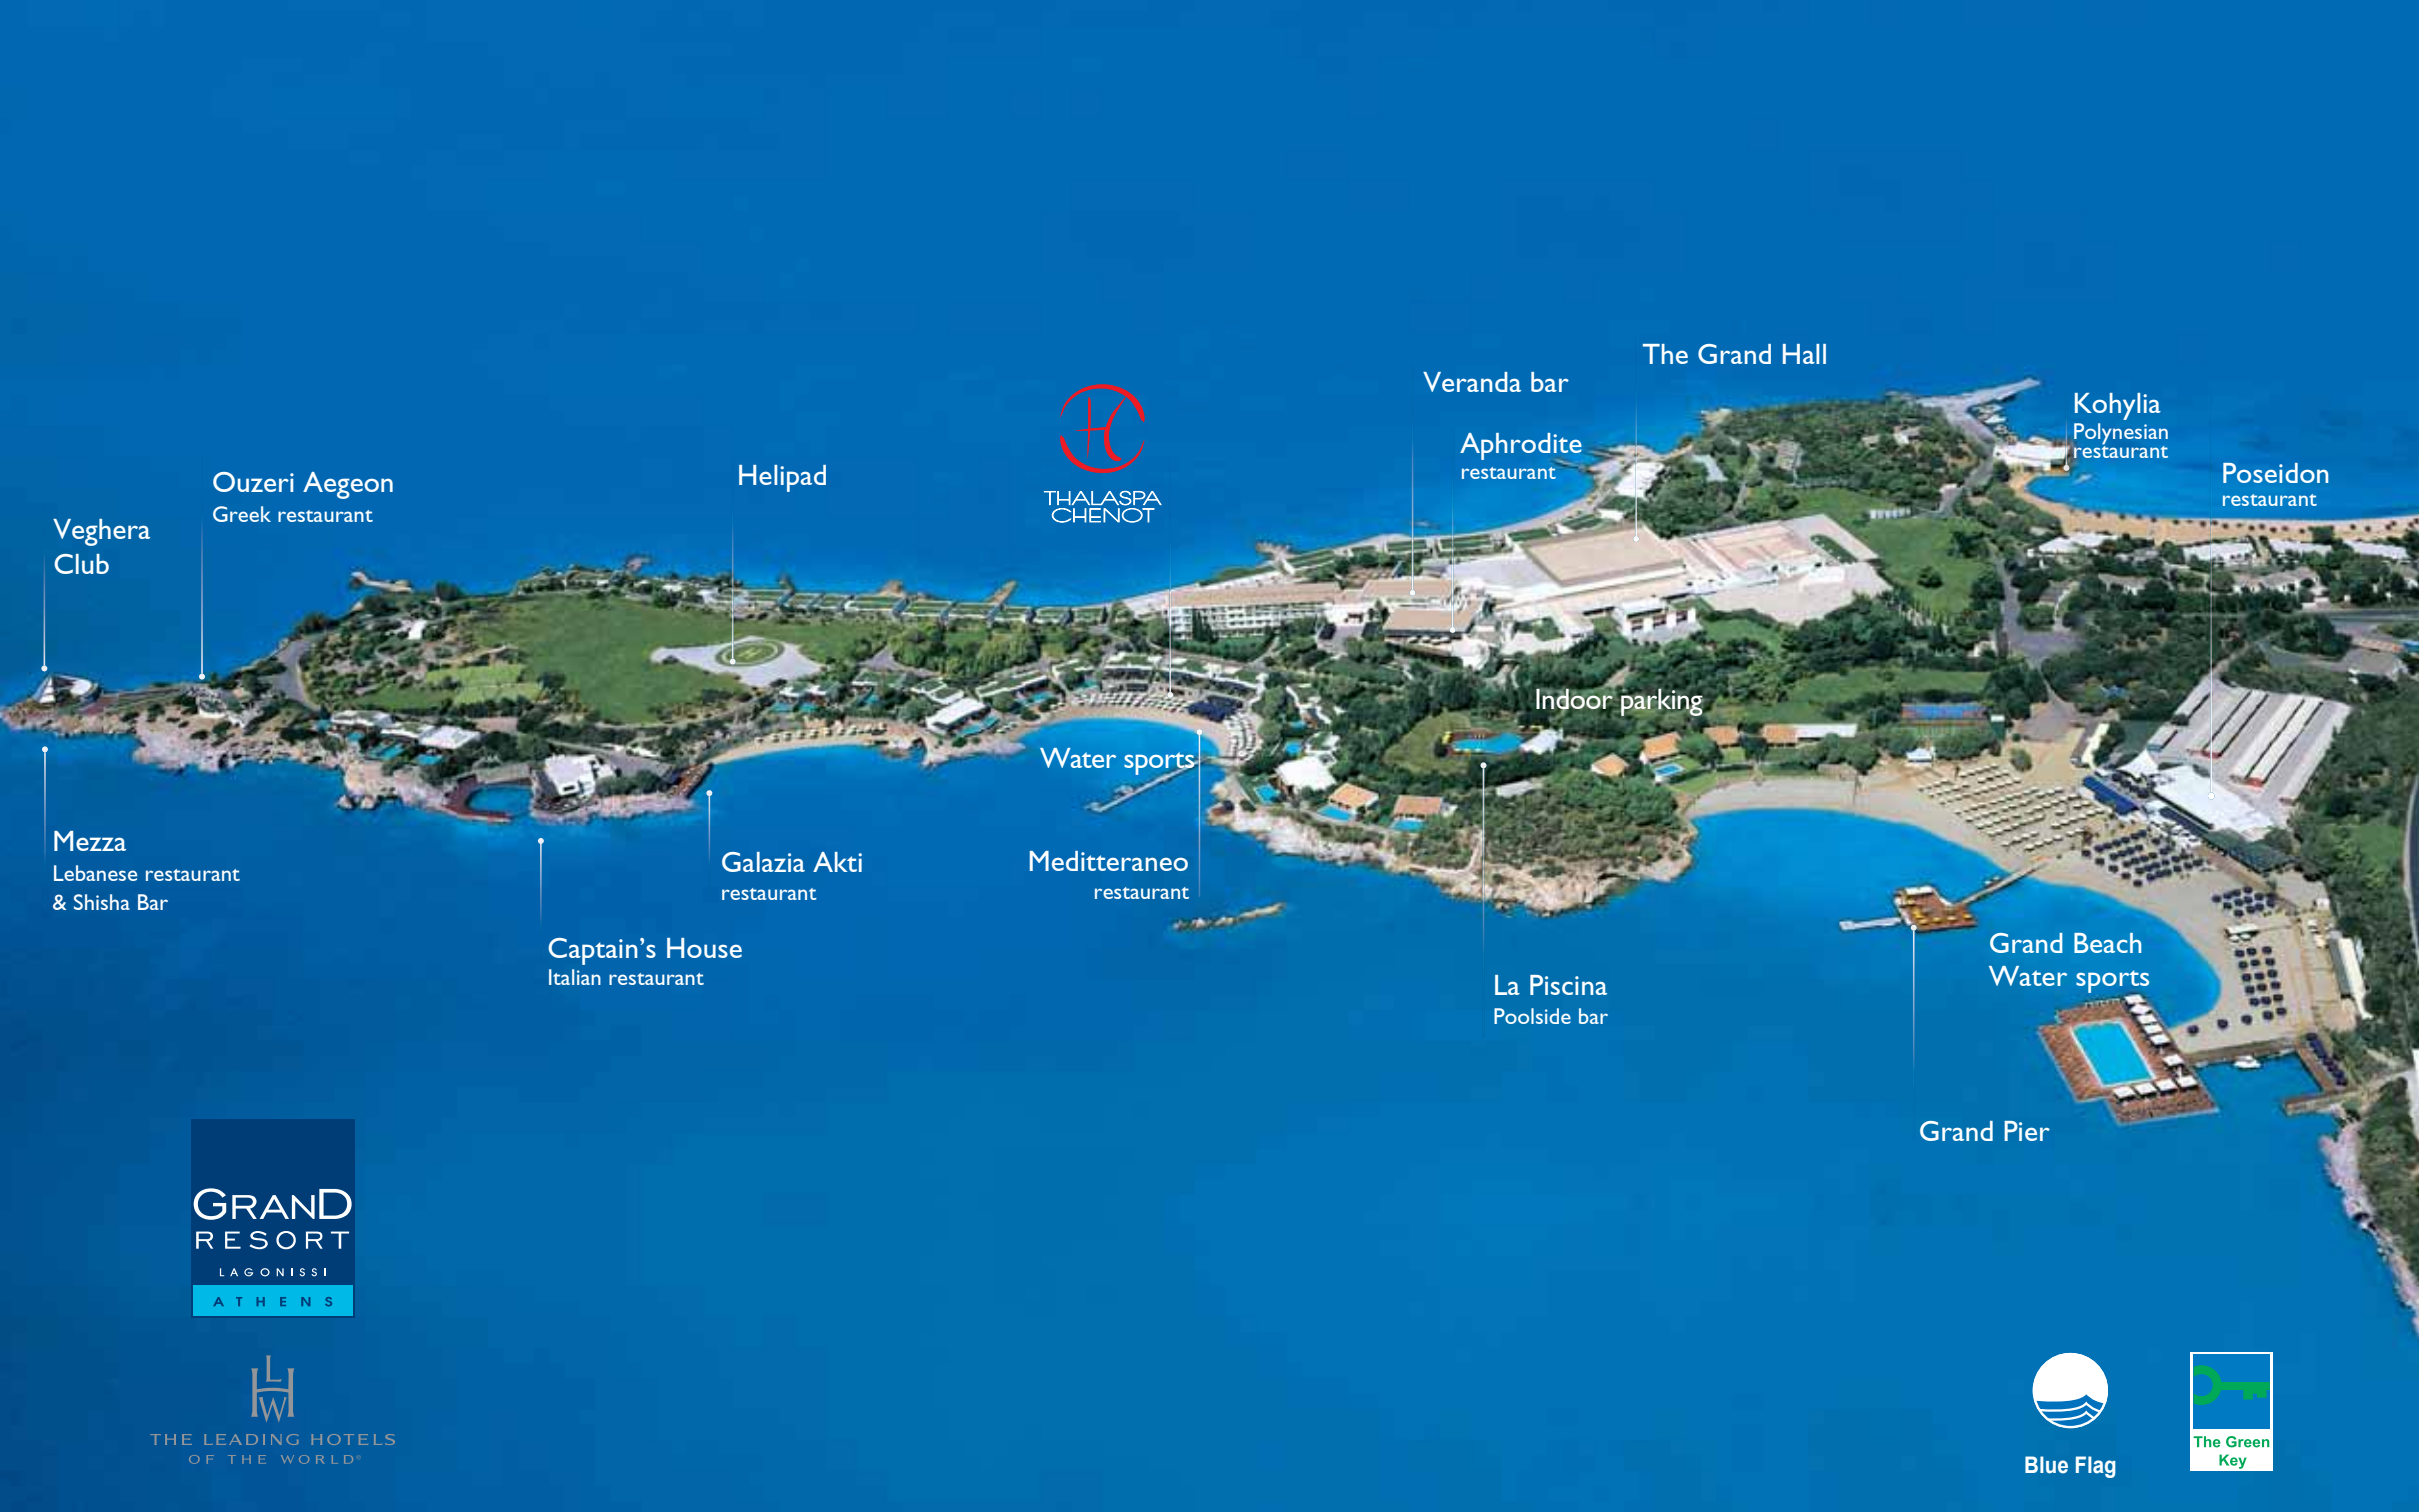 The Grand Hall
Veranda bar
Kohylia
Polynesian
restaurant
Aphrodite
restaurant
Poseidon
restaurant
Helipad
THALASPA
CHENOT
Ouzeri Aegeon
Greek restaurant
Veghera
Club
Indoor parking
Water sports
Mezza
Lebanese restaurant
& Shisha Bar
Galazia Akti
restaurant
Mediteraneo
restaurant
Captain’s House
Italian restaurant
La Piscina
Poolside bar
Grand Beach
Water sports
Grand Pier
GRAND
RESORT
LAGONISSI
ATHENS
LHW
THE LEADING HOTELS
OF THE WORLD®
Blue Flag
The Green
Key